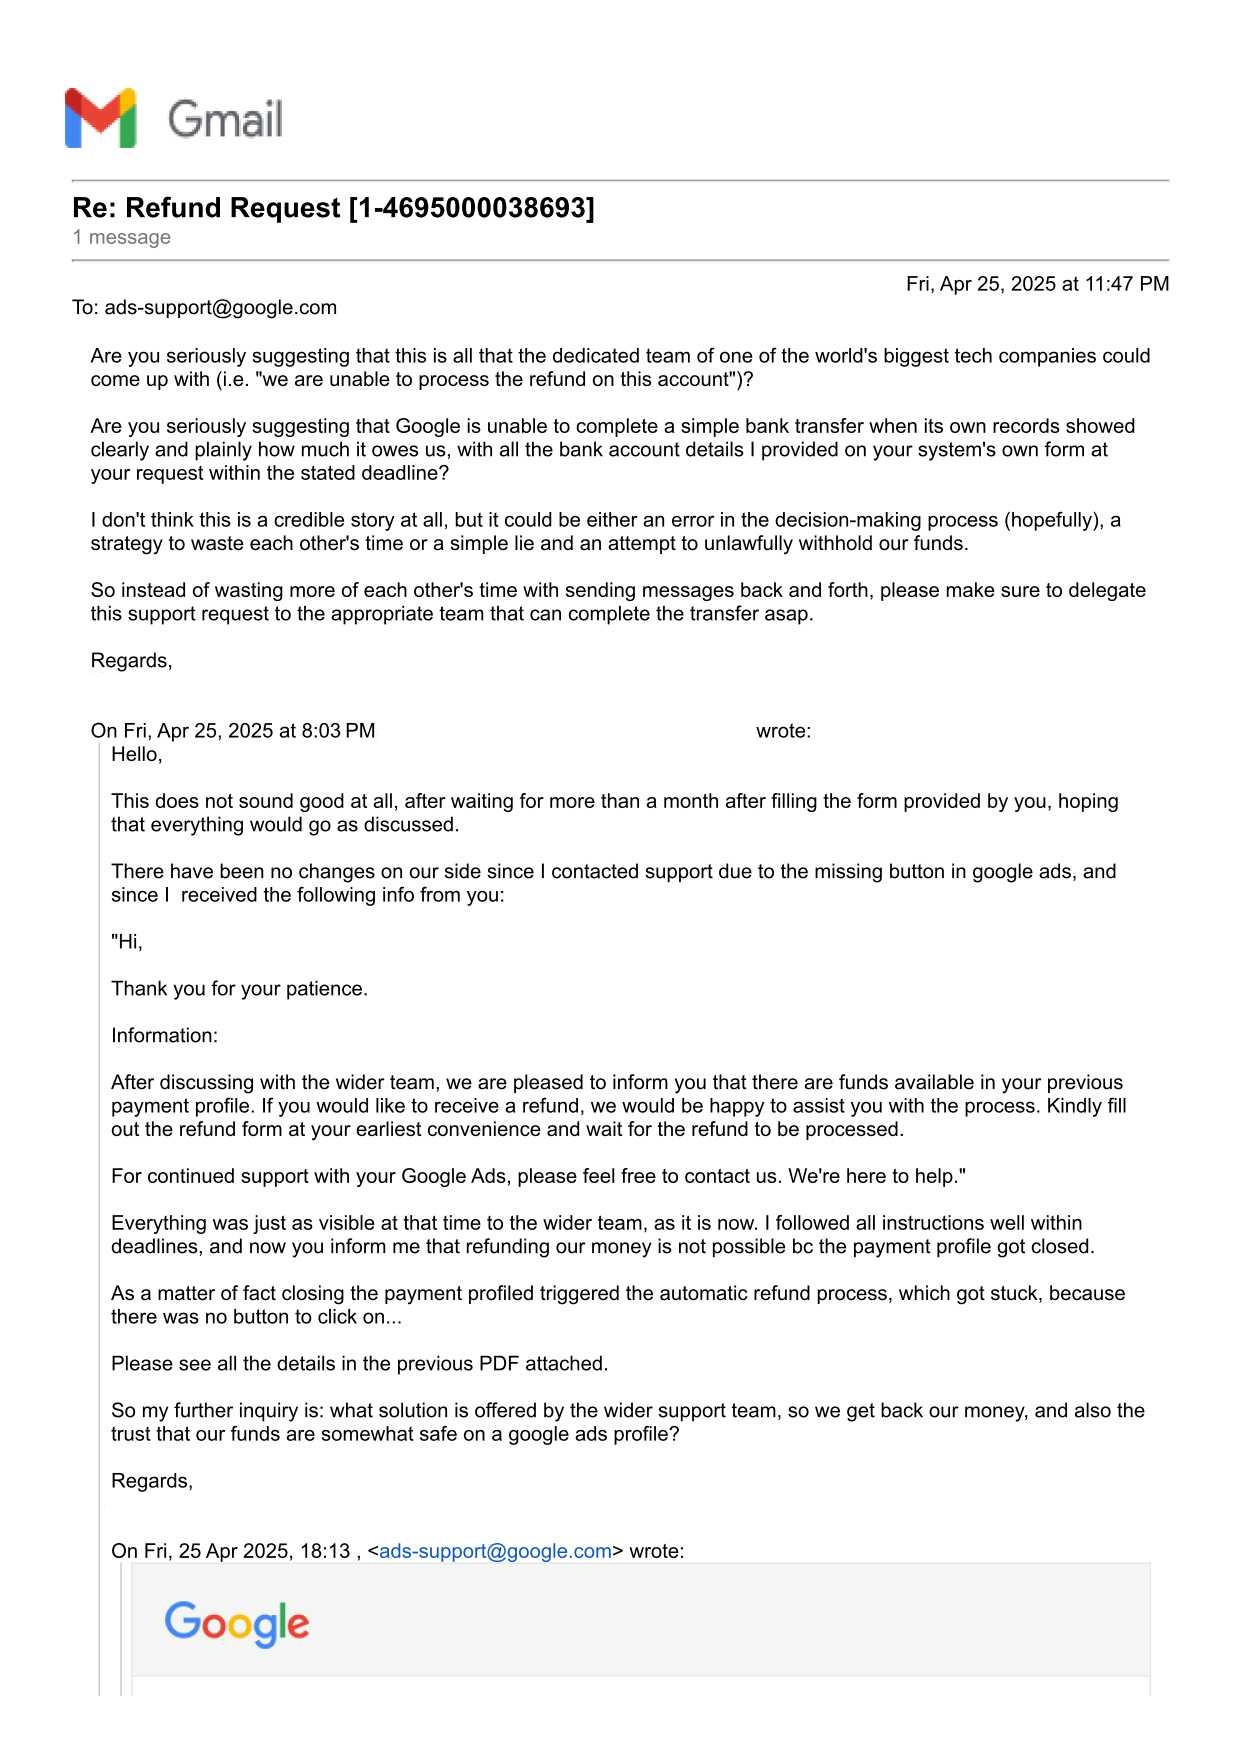 Gmail
Re: Refund Request [1-4695000038693]
1 message
Fri, Apr 25, 2025 at 11:47 PM
To: ads-support@google.com
Are you seriously suggesting that this is all that the dedicated team of one of the world's biggest tech companies could
come up with (i.e. "we are unable to process the refund on this account")?
Are you seriously suggesting that Google is unable to complete a simple bank transfer when its own records showed
clearly and plainly how much it owes us, with all the bank account details I provided on your system's own form at
your request within the stated deadline?
I don't think this is a credible story at all, but it could be either an error in the decision-making process (hopefully), a
strategy to waste each other's time or a simple lie and an attempt to unlawfully withhold our funds.
So instead of wasting more of each other's time with sending messages back and forth, please make sure to delegate
this support request to the appropriate team that can complete the transfer asap.
Regards,
On Fri, Apr 25, 2025 at 8:03 PM wrote:
Hello,
This does not sound good at all, after waiting for more than a month after filling the form provided by you, hoping
that everything would go as discussed.
There have been no changes on our side since I contacted support due to the missing button in google ads, and
since I  received the following info from you:
"Hi,
Thank you for your patience.
Information:
After discussing with the wider team, we are pleased to inform you that there are funds available in your previous
payment profile. If you would like to receive a refund, we would be happy to assist you with the process. Kindly fill
out the refund form at your earliest convenience and wait for the refund to be processed.
For continued support with your Google Ads, please feel free to contact us. We're here to help."
Everything was just as visible at that time to the wider team, as it is now. I followed all instructions well within
deadlines, and now you inform me that refunding our money is not possible bc the payment profile got closed.
As a matter of fact closing the payment profiled triggered the automatic refund process, which got stuck, because
there was no button to click on...
Please see all the details in the previous PDF attached.
So my further inquiry is: what solution is offered by the wider support team, so we get back our money, and also the
trust that our funds are somewhat safe on a google ads profile?
Regards,
On Fri, 25 Apr 2025, 18:13 , <ads-support@google.com> wrote:
Google